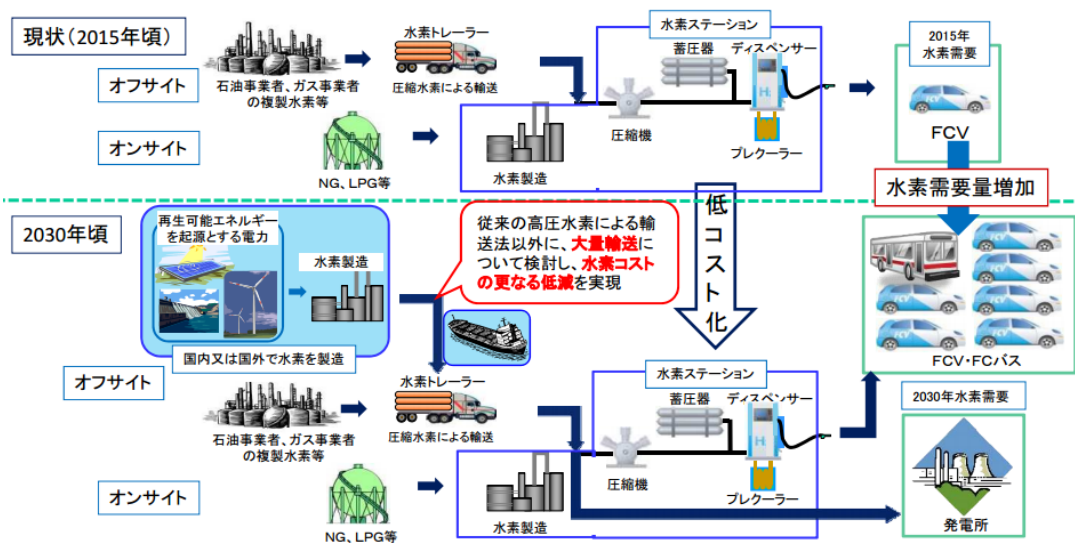 現状（2015年頃）
オフサイト
石油事業者、ガス事業者
の複製水素等
水素トレーラー
圧縮水素による輸送
水素ステーション
蓄圧器
ディスペンサー
H₂
圧縮機
プレクーラー
2015年
水素需要
FCV
FCV
オンサイト
NG、LPG等
水素製造
水素需要量増加
低コスト化
2030年頃
再生可能エネルギー
を起源とする電力
水素製造
国内又は国外で水素を製造
従来の高圧水素による輸
送法以外に、大量輸送に
ついて検討し、水素コスト
の更なる低減を実現
FCV
FCV
FCV
FCV
FCV
FCV
FCV・FCバス
オフサイト
石油事業者、ガス事業者
の複製水素等
水素トレーラー
圧縮水素による輸送
水素ステーション
蓄圧器
ディスペンサー
H₂
圧縮機
プレクーラー
2030年水素需要
発電所
オンサイト
NG、LPG等
水素製造